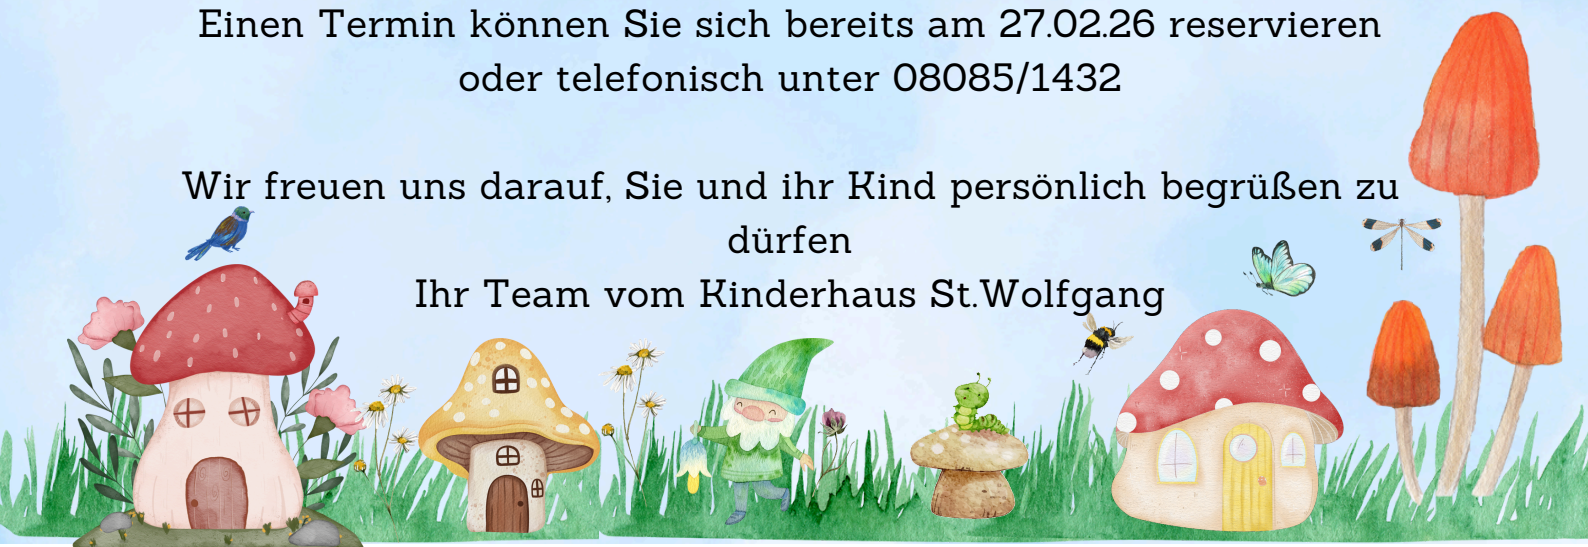 Einen Termin können Sie sich bereits am 27.02.26 reservieren
oder telefonisch unter 08085/1432
Wir freuen uns darauf, Sie und ihr Kind persönlich begrüßen zu
dürfen
Ihr Team vom Kinderhaus St.Wolfgang